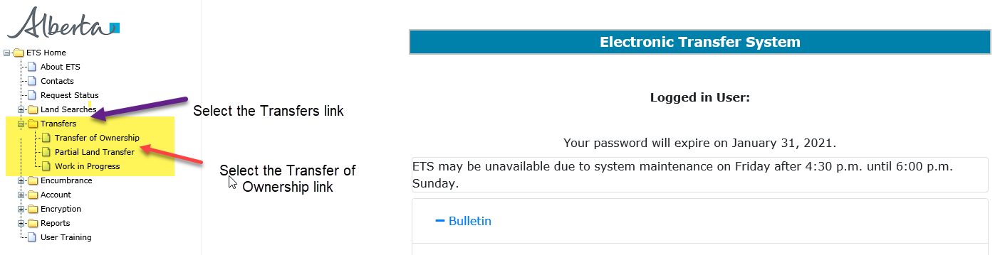 Alberta
ETS Home
About ETS
Contacts
Request Status
Land Searches
Transfers
Transfer of Ownership
Partial Land Transfer
Work in Progress
Encumbrance
Account
Encryption
Reports
User Training
Select the Transfers link
Select the Transfer of
Ownership link
Electronic Transfer System
Logged in User:
Your password will expire on January 31, 2021.
ETS may be unavailable due to system maintenance on Friday after 4:30 p.m. until 6:00 p.m.
Sunday.
Bulletin